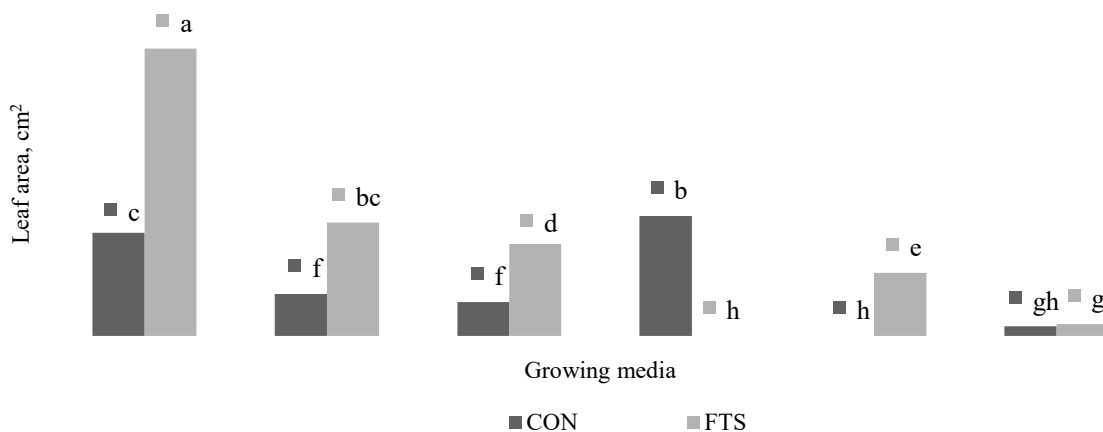 a
c
Leaf area, cm²
f
bc
f
d
b
h
h
e
gh
g
Growing media
CON
FTS